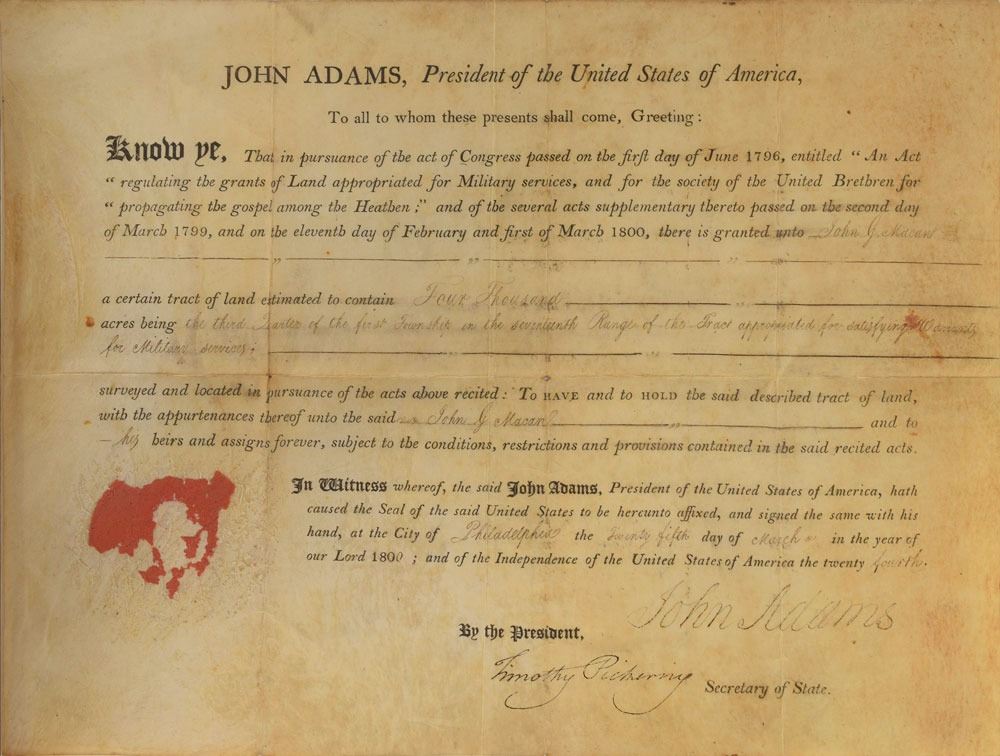 JOHN ADAMS, President of the United States of America,
To all to whom these presents shall come, Greeting:
Know ye, That in pursuance of the act of Congress passed on the first day of June 1796, entitled “ An Act
“ regulating the grants of Land appropriated for Military services, and for the society of the United Brethren for
“ propagating the gospel among the Heathen;” and of the several acts supplementary thereto passed on the second day
of March 1799, and on the eleventh day of February and first of March 1800, there is granted unto John G. Macan
a certain tract of land estimated to contain Four Thousand
acres being the third Quarter of the first Township in the seventeenth Range of the Tract appropriated for satisfying Warrants
for Military services;
surveyed and located in pursuance of the acts above recited: To HAVE and to HOLD the said described tract of land,
with the appurtenances thereof unto the said John G Macan and to
his heirs and assigns forever, subject to the conditions, restrictions and provisions contained in the said recited acts.
In Witness whereof, the said John Adams, President of the United States of America, hath
caused the Seal of the said United States to be hereunto affixed, and signed the same with his
hand, at the City of Philadelphia the twenty fifth day of March in the year of
our Lord 1800 ; and of the Independence of the United States of America the twenty fourth.
John Adams
By the President,
Timothy Pickering
Secretary of State.